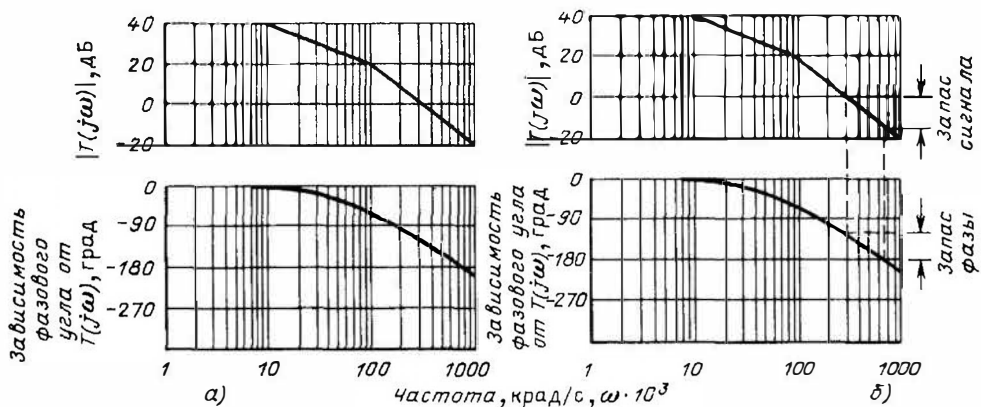 |T(jω)|, дБ
40
20
0
-20
Зависимость
фазового
угла от
T(jω), град
0
-90
-180
-270
1
10
100
1000
а)
|T(jω)|, дБ
40
20
0
-20
Запас
сигнала
Зависимость
фазового угла
от T(jω), град
0
-90
-180
-270
Запас
фазы
1
10
100
1000
б)
Частота, крад/с, ω·10³